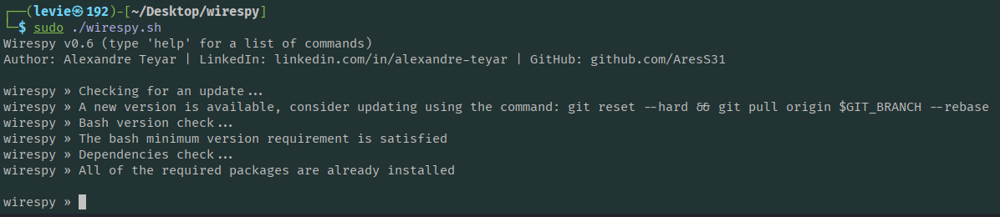 ┌──(levie㉿192)-[~/Desktop/wirespy]
└─$ sudo ./wirespy.sh
Wirespy v0.6 (type 'help' for a list of commands)
Author: Alexandre Teyar | LinkedIn: linkedin.com/in/alexandre-teyar | GitHub: github.com/AresS31
wirespy » Checking for an update...
wirespy » A new version is available, consider updating using the command: git reset --hard && git pull origin $GIT_BRANCH --rebase
wirespy » Bash version check...
wirespy » The bash minimum version requirement is satisfied
wirespy » Dependencies check...
wirespy » All of the required packages are already installed
wirespy »